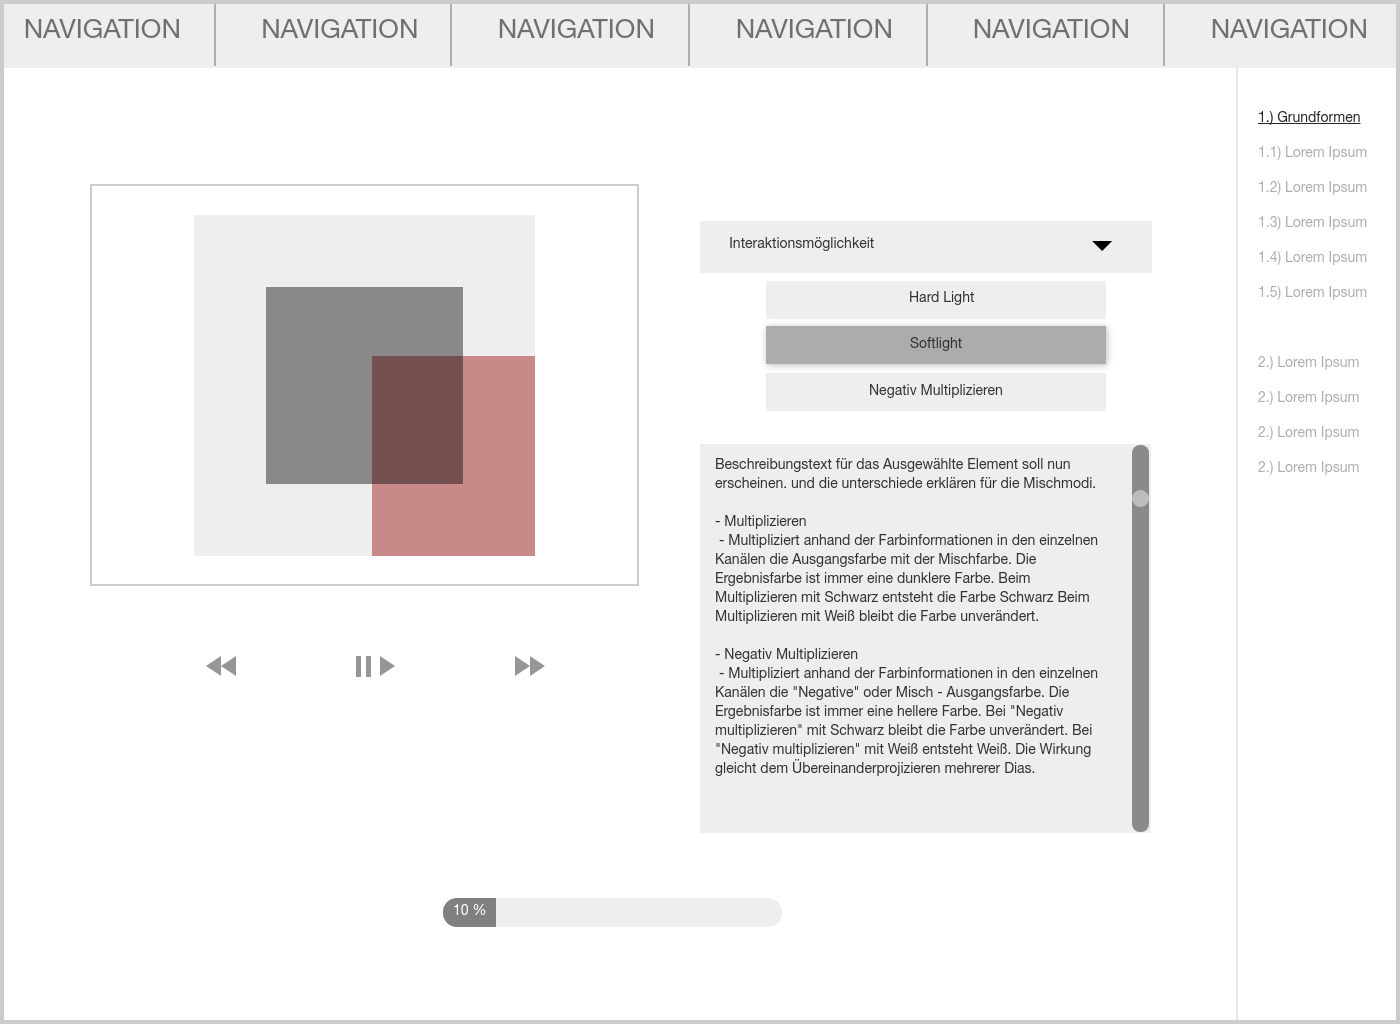 NAVIGATION NAVIGATION NAVIGATION NAVIGATION NAVIGATION NAVIGATION
Interaktionsmöglichkeit
Hard Light
Softlight
Negativ Multiplizieren
Beschreibungstext für das Ausgewählte Element soll nun
erscheinen. und die unterschiede erklären für die Mischmodi.
- Multiplizieren
- Multipliziert anhand der Farbinformationen in den einzelnen
Kanälen die Ausgangsfarbe mit der Mischfarbe. Die
Ergebnisfarbe ist immer eine dunklere Farbe. Beim
Multiplizieren mit Schwarz entsteht die Farbe Schwarz Beim
Multiplizieren mit Weiß bleibt die Farbe unverändert.
- Negativ Multiplizieren
- Multipliziert anhand der Farbinformationen in den einzelnen
Kanälen die "Negative" oder Misch - Ausgangsfarbe. Die
Ergebnisfarbe ist immer eine hellere Farbe. Bei "Negativ
multiplizieren" mit Schwarz bleibt die Farbe unverändert. Bei
"Negativ multiplizieren" mit Weiß entsteht Weiß. Die Wirkung
gleicht dem Übereinanderprojizieren mehrerer Dias.
10 %
1.) Grundformen
1.1) Lorem Ipsum
1.2) Lorem Ipsum
1.3) Lorem Ipsum
1.4) Lorem Ipsum
1.5) Lorem Ipsum
2.) Lorem Ipsum
2.) Lorem Ipsum
2.) Lorem Ipsum
2.) Lorem Ipsum